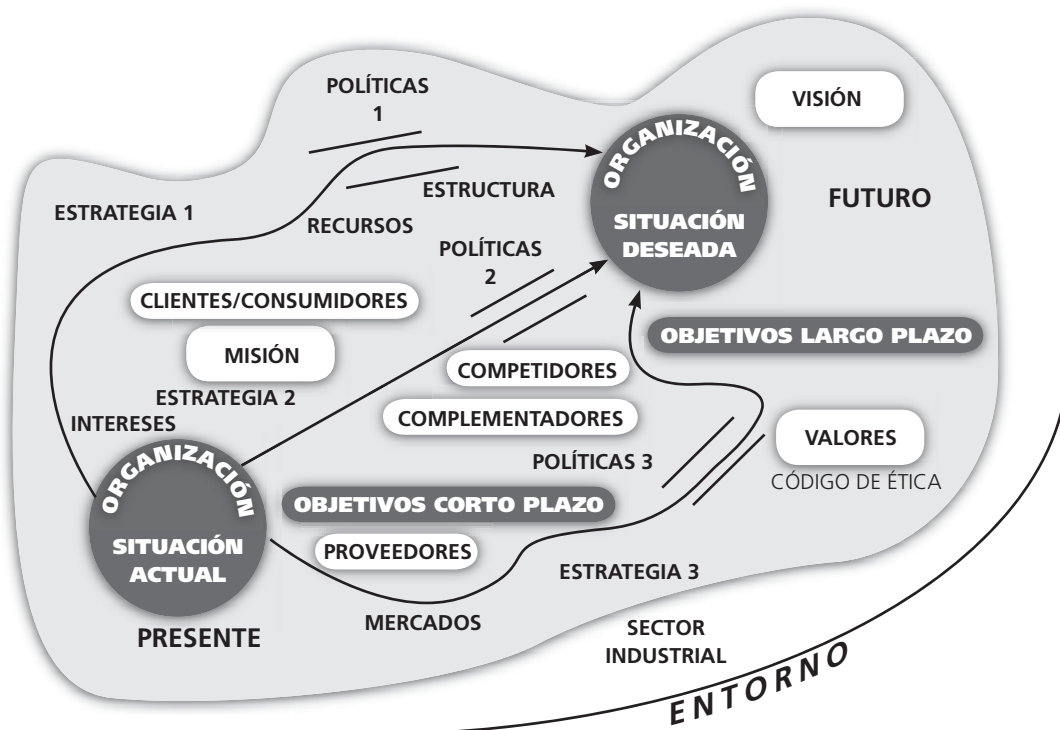 POLÍTICAS
1
VISIÓN
ORGANIZACIÓN
SITUACIÓN
DESEADA
FUTURO
ESTRUCTURA
ESTRATEGIA 1
RECURSOS
POLÍTICAS
2
CLIENTES/CONSUMIDORES
OBJETIVOS LARGO PLAZO
MISIÓN
COMPETIDORES
ESTRATEGIA 2
COMPLEMENTADORES
INTERESES
VALORES
CÓDIGO DE ÉTICA
POLÍTICAS 3
ORGANIZACIÓN
SITUACIÓN
ACTUAL
OBJETIVOS CORTO PLAZO
PROVEEDORES
ESTRATEGIA 3
MERCADOS
PRESENTE
SECTOR
INDUSTRIAL
ENTORNO